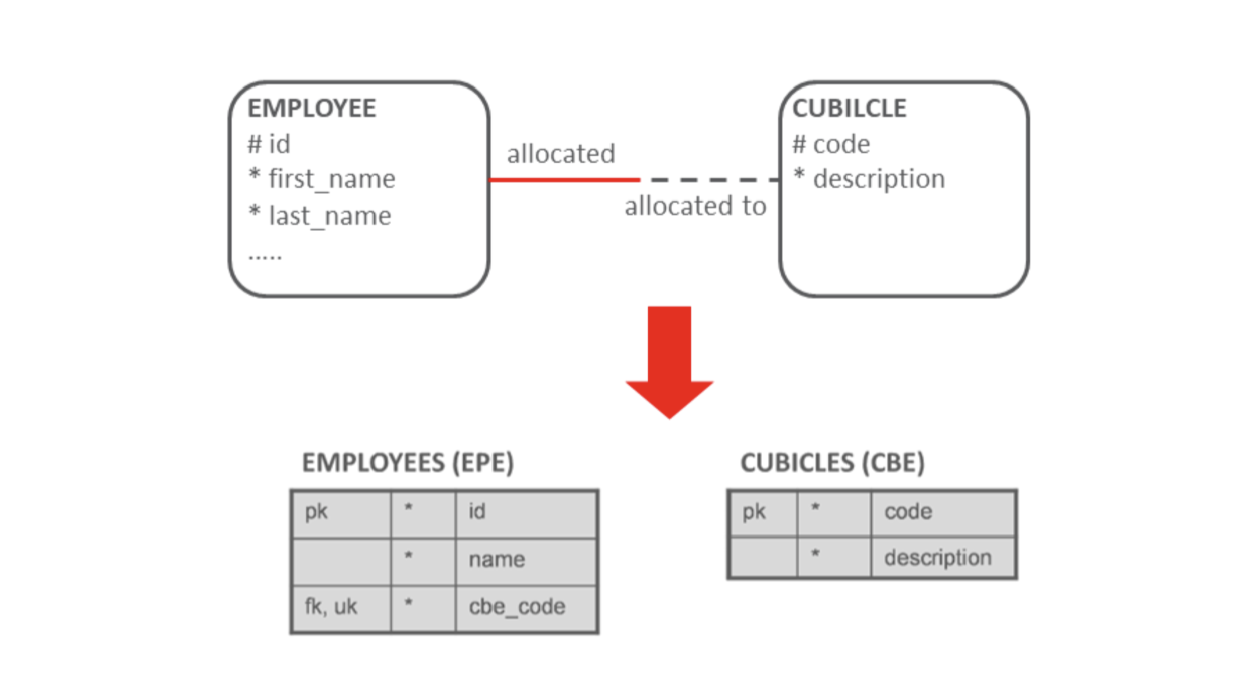 EMPLOYEE
# id
* first_name
* last_name
.....
allocated
allocated to
CUBILCLE
# code
* description
EMPLOYEES (EPE)
pk * id
* name
fk, uk * cbe_code
CUBICLES (CBE)
pk * code
* description